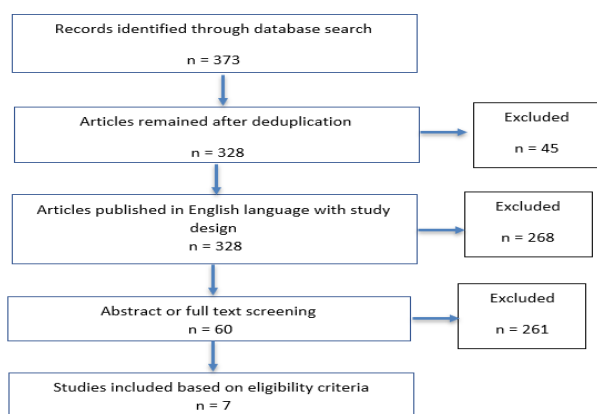 Records identified through database search
n = 373
Articles remained after deduplication
n = 328
Excluded
n = 45
Articles published in English language with study
design
n = 328
Excluded
n = 268
Abstract or full text screening
n = 60
Excluded
n = 261
Studies included based on eligibility criteria
n = 7